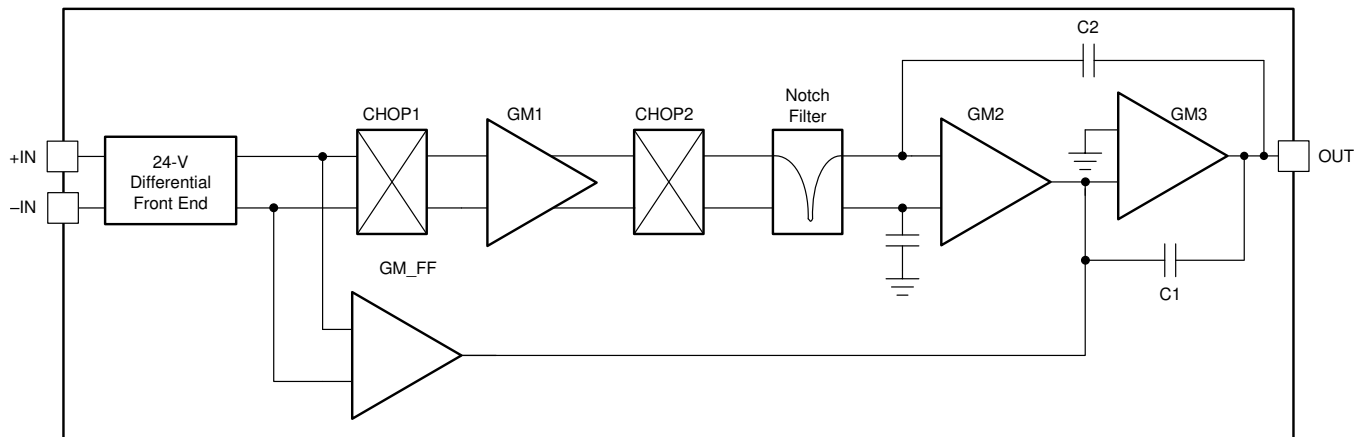 C2
Notch
Filter
CHOP1
GM1
CHOP2
GM2
GM3
+IN
–IN
24-V
Differential
Front End
OUT
GM_FF
C1